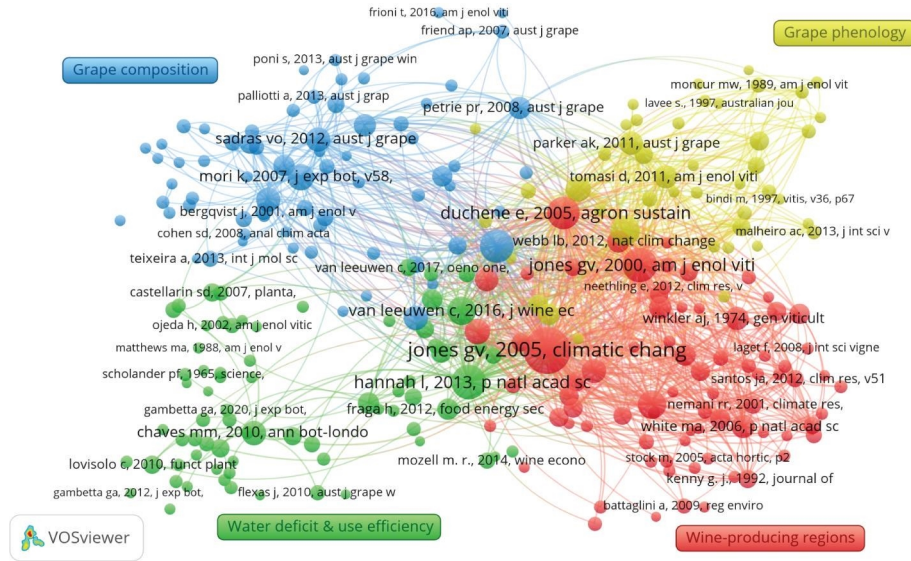 frioni t, 2016, am j enol viti
friend ap, 2007, aust j grape
Grape phenology
poni s, 2013, aust j grape win
Grape composition
moncur mw, 1989, am j enol vit
palliotti a, 2013, aust j grap
petrie pr, 2008, aust j grape
lavee s., 1997, australian jou
sadras vo, 2012, aust j grape
parker ak, 2011, aust j grape
mori k, 2007, j exp bot, v58,
tomasi d, 2011, am j enol viti
bindi m, 1997, vitis, v36, p67
bergqvist j, 2001, am j enol v
duchene e, 2005, agron sustain
malheiro ac, 2013, j int sci v
cohen sd, 2008, anal chim acta
webb lb, 2012, nat clim change
teixeira a, 2013, int j mol sc
van leeuwen c, 2017, oeno one,
jones gv, 2000, am j enol viti
neethling e, 2012, clim res, v
castellarin sd, 2007, planta,
van leeuwen c, 2016, j wine ec
winkler aj, 1974, gen viticult
ojeda h, 2002, am j enol vitic
matthews ma, 1988, am j enol v
jones gv, 2005, climatic chang
laget f, 2008, j int sci vigne
scholander pf, 1965, science,
hannah l, 2013, p natl acad sc
santos ja, 2012, clim res, v51
gambetta ga, 2020, j exp bot,
fraga h, 2012, food energy sec
nemani rr, 2001, climate res,
chaves mm, 2010, ann bot-londo
white ma, 2006, p natl acad sc
lovisolo c, 2010, funct plant
mozell m. r., 2014, wine econo
stock m, 2005, acta hortic, p2
kenny g. j., 1992, journal of
gambetta ga, 2012, j exp bot,
flexas j, 2010, aust j grape w
battaglini a, 2009, reg enviro
Water deficit & use efficiency
Wine-producing regions
VOSviewer